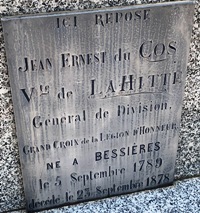 ICI REPOSE
JEAN ERNEST du COS
Vte de LAHITTE
Général de Division,
GRAND CROIX de la LÉGION D'HONNEUR
NÉ A BESSIÈRES
le 5 Septembre 1789
décédé le 23 Septembre 1878